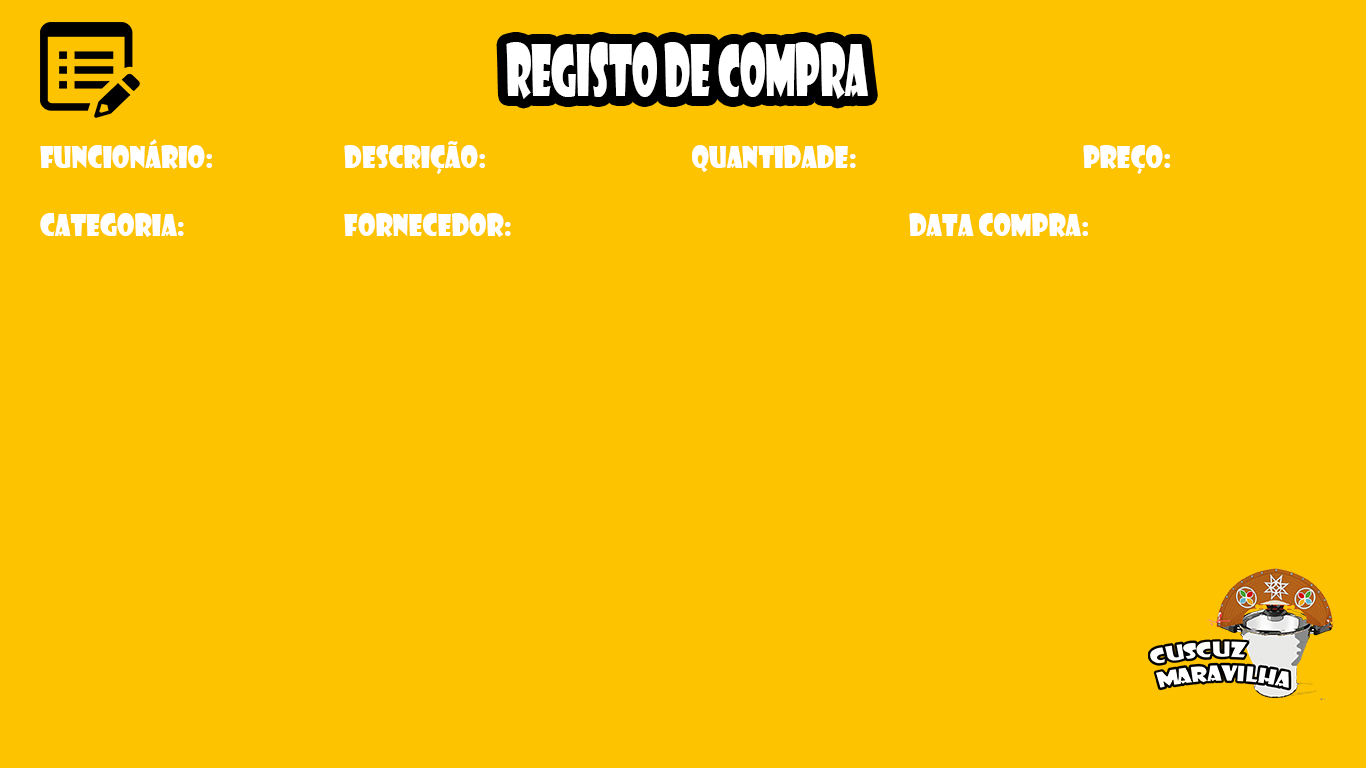 REGISTO DE COMPRA
FUNCIONÁRIO: DESCRIÇÃO: QUANTIDADE: PREÇO:
CATEGORIA: FORNECEDOR: DATA COMPRA:
CUSCUZ
MARAVILHA